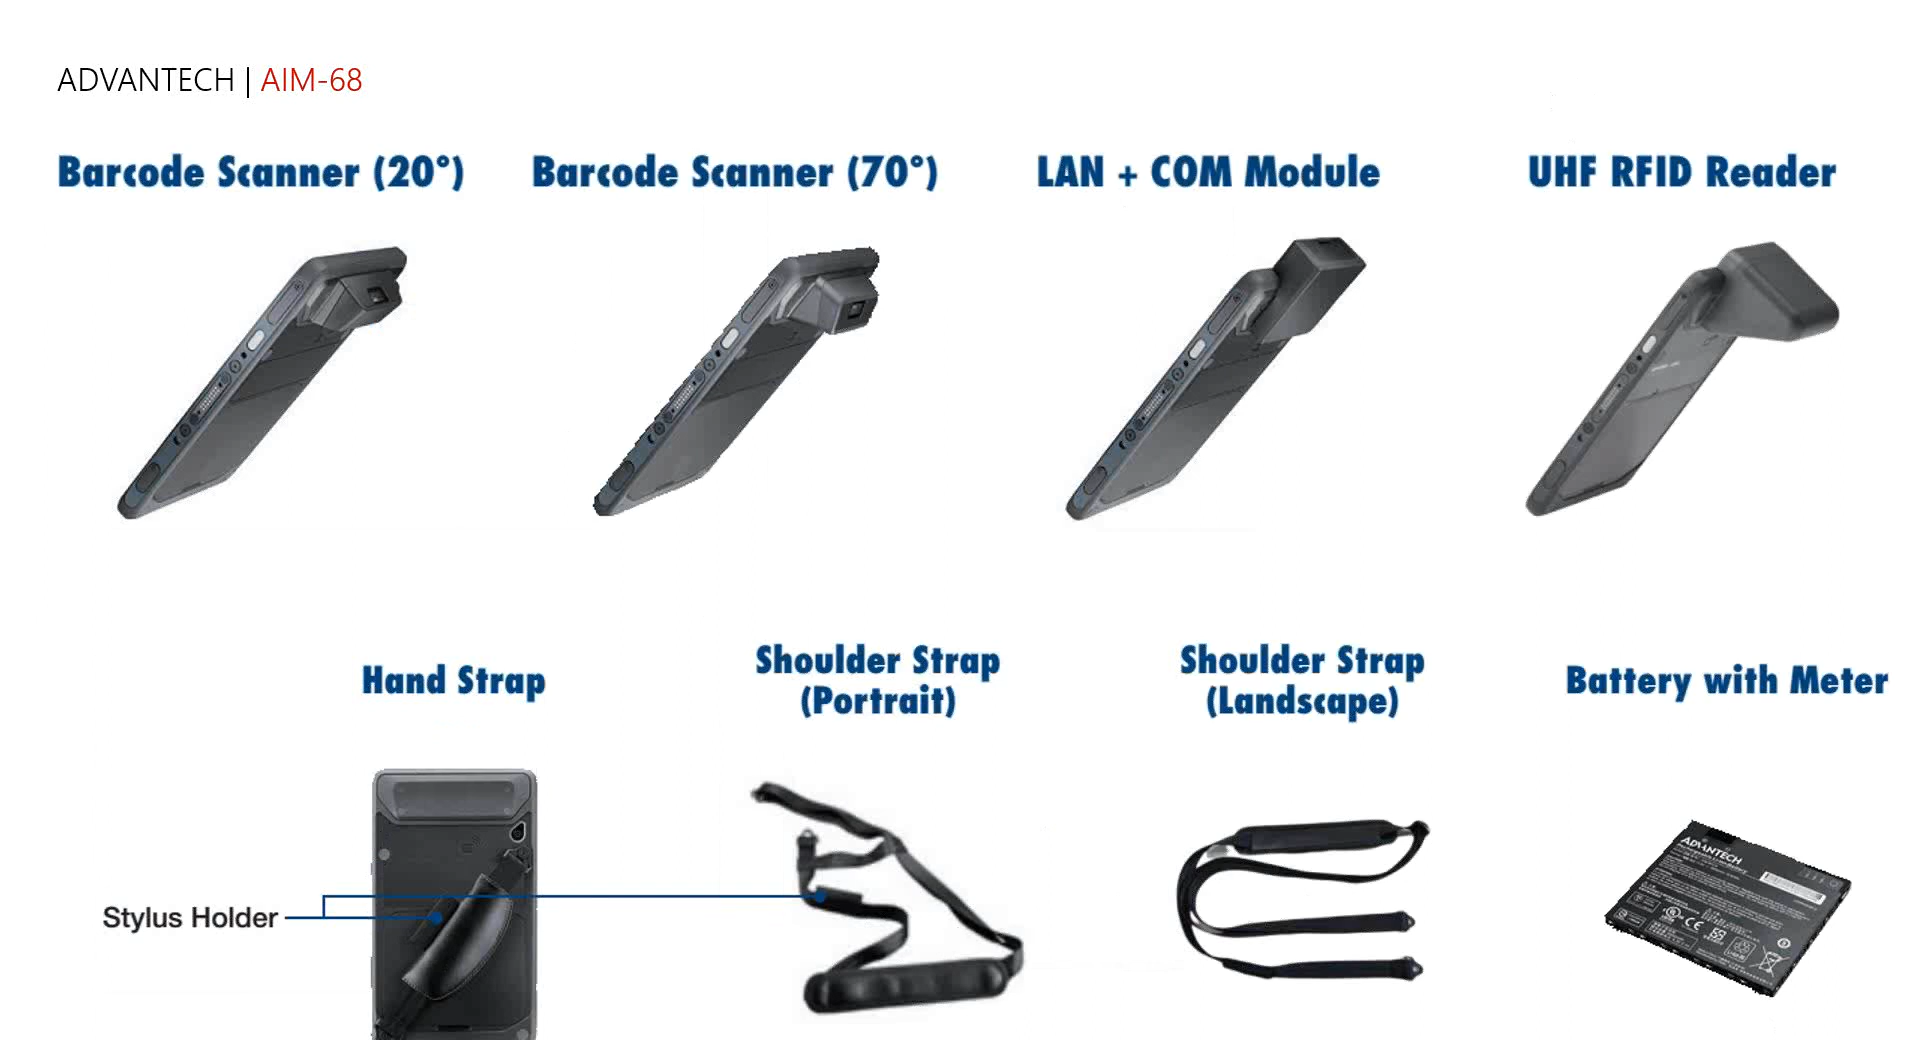 ADVANTECH | AIM-68
Barcode Scanner (20°)
Barcode Scanner (70°)
LAN + COM Module
UHF RFID Reader
Hand Strap
Shoulder Strap
(Portrait)
Shoulder Strap
(Landscape)
Battery with Meter
Stylus Holder
ADVANTECH